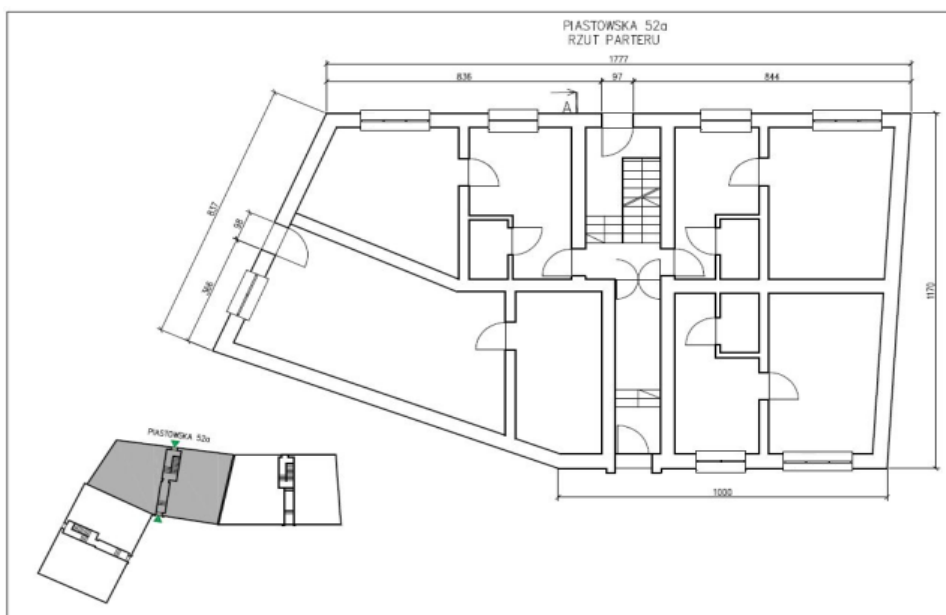 PIASTOWSKA 52a
RZUT PARTERU
1777
836
97
844
A
837
98
366
1170
1000
PIASTOWSKA 52a